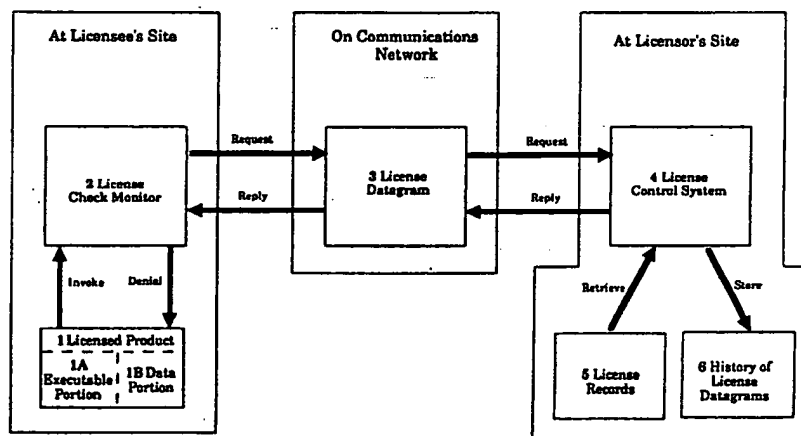 At Licensee's Site
On Communications
Network
At Licensor's Site
Request
Request
2 License
Check Monitor
3 License
Datagram
4 License
Control System
Reply
Reply
Invoke
Denial
Retrieve
Store
1 Licensed Product
1A
Executable
Portion
1B Data
Portion
5 License
Records
6 History of
License
Datagrams